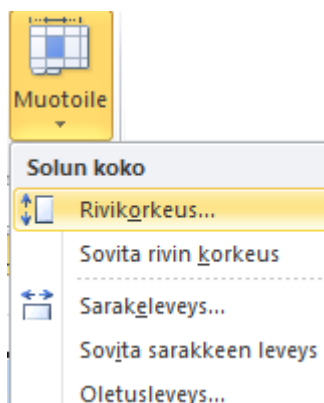 Muotoile
Solun koko
Rivikorkeus...
Sovita rivin korkeus
Sarakeleveys...
Sovita sarakkeen leveys
Oletusleveys...